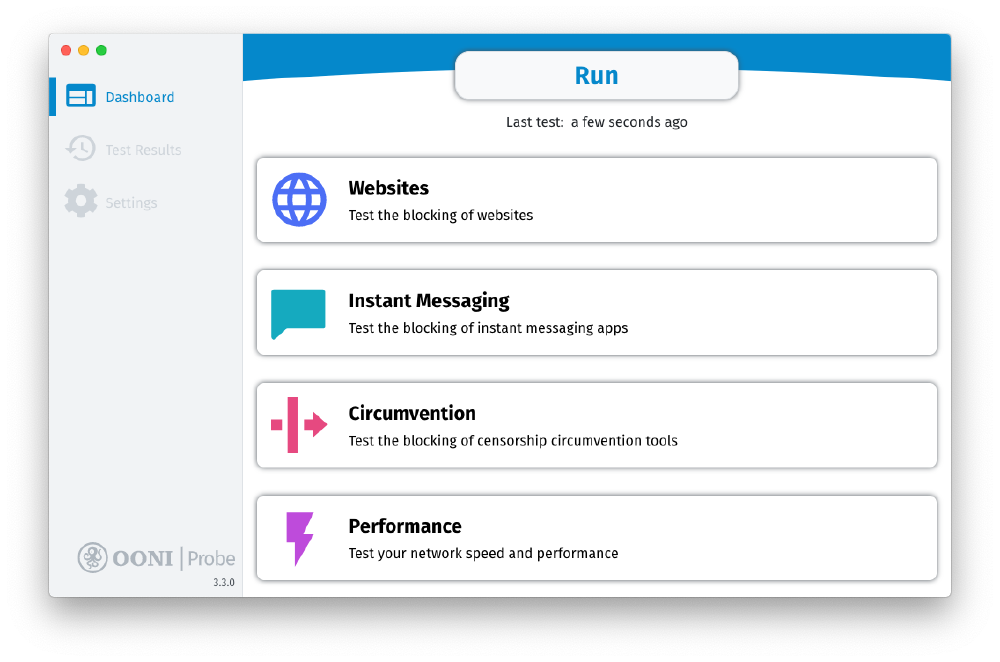 Dashboard
Test Results
Settings
OONI Probe
3.3.0
Run
Last test: a few seconds ago
Websites
Test the blocking of websites
Instant Messaging
Test the blocking of instant messaging apps
Circumvention
Test the blocking of censorship circumvention tools
Performance
Test your network speed and performance